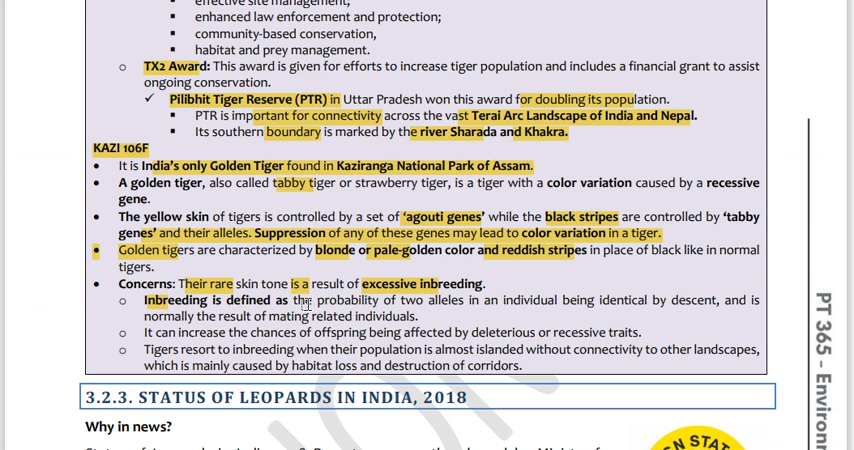 ▪ effective site management;
▪ enhanced law enforcement and protection;
▪ community-based conservation,
▪ habitat and prey management.
o TX2 Award: This award is given for efforts to increase tiger population and includes a financial grant to assist
ongoing conservation.
✓ Pilibhit Tiger Reserve (PTR) in Uttar Pradesh won this award for doubling its population.
▪ PTR is important for connectivity across the vast Terai Arc Landscape of India and Nepal.
▪ Its southern boundary is marked by the river Sharada and Khakra.
KAZI 106F
• It is India's only Golden Tiger found in Kaziranga National Park of Assam.
• A golden tiger, also called tabby tiger or strawberry tiger, is a tiger with a color variation caused by a recessive
gene.
• The yellow skin of tigers is controlled by a set of 'agouti genes' while the black stripes are controlled by 'tabby
genes' and their alleles. Suppression of any of these genes may lead to color variation in a tiger.
• Golden tigers are characterized by blonde or pale-golden color and reddish stripes in place of black like in normal
tigers.
• Concerns: Their rare skin tone is a result of excessive inbreeding.
o Inbreeding is defined as the probability of two alleles in an individual being identical by descent, and is
normally the result of mating related individuals.
o It can increase the chances of offspring being affected by deleterious or recessive traits.
o Tigers resort to inbreeding when their population is almost islanded without connectivity to other landscapes,
which is mainly caused by habitat loss and destruction of corridors.
3.2.3. STATUS OF LEOPARDS IN INDIA, 2018
Why in news?
PT 365 - Environ